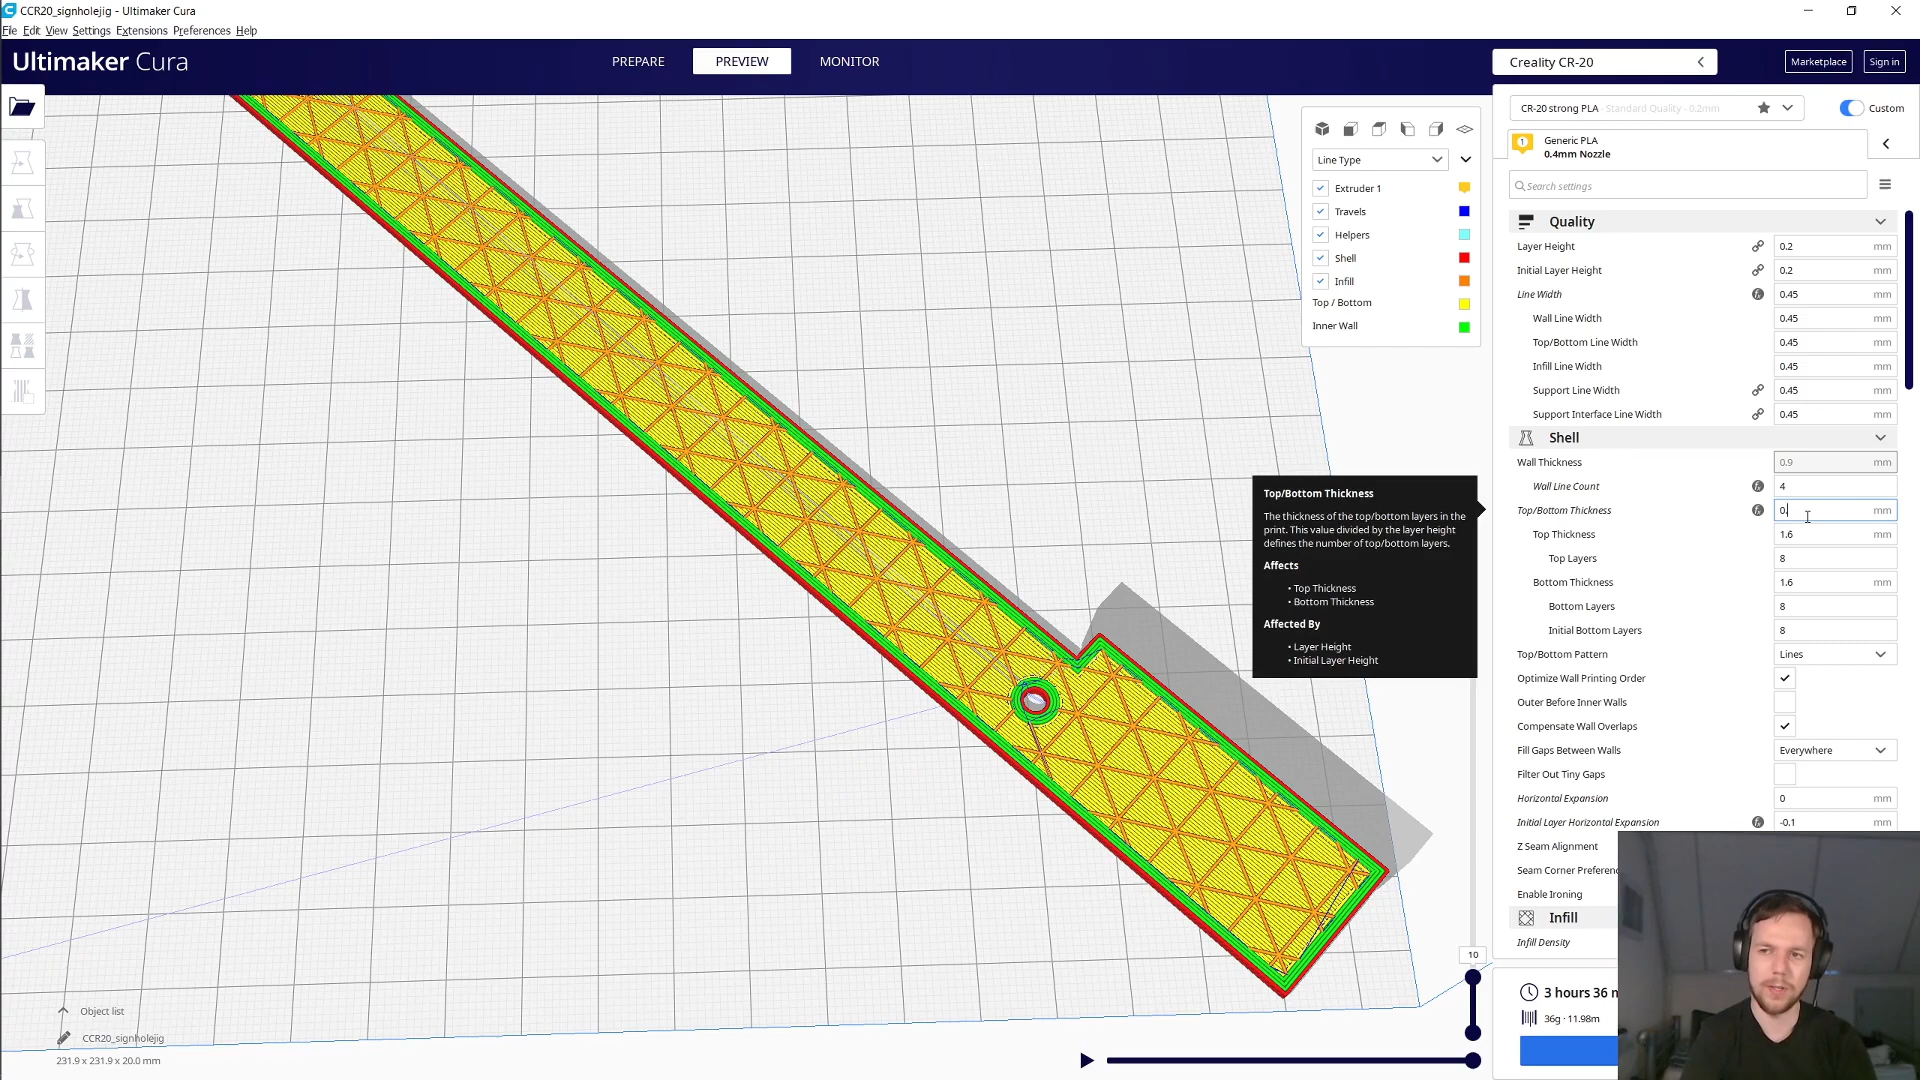 CCR20_signholejig - Ultimaker Cura
File Edit View Settings Extensions Preferences Help
Ultimaker Cura
PREPARE
PREVIEW
MONITOR
Creality CR-20
Marketplace
Sign in
CR-20 strong PLA Standard Quality - 0.2mm
Custom
1
Generic PLA
0.4mm Nozzle
Search settings
Line Type
Extruder 1
Travels
Helpers
Shell
Infill
Top / Bottom
Inner Wall
Quality
Layer Height 0.2 mm
Initial Layer Height 0.2 mm
Line Width 0.45 mm
Wall Line Width 0.45 mm
Top/Bottom Line Width 0.45 mm
Infill Line Width 0.45 mm
Support Line Width 0.45 mm
Support Interface Line Width 0.45 mm
Shell
Wall Thickness 0.9 mm
Wall Line Count 4
Top/Bottom Thickness 0. mm
Top Thickness 1.6 mm
Top Layers 8
Bottom Thickness 1.6 mm
Bottom Layers 8
Initial Bottom Layers 8
Top/Bottom Pattern Lines
Optimize Wall Printing Order
Outer Before Inner Walls
Compensate Wall Overlaps
Fill Gaps Between Walls Everywhere
Filter Out Tiny Gaps
Horizontal Expansion 0 mm
Initial Layer Horizontal Expansion -0.1 mm
Z Seam Alignment
Seam Corner
Enable Ironing
Infill
Infill Density
Top/Bottom Thickness
The thickness of the top/bottom layers in the
print. This value divided by the layer height
defines the number of top/bottom layers.
Affects
• Top Thickness
• Bottom Thickness
Affected By
• Layer Height
• Initial Layer Height
10
3 hours 36
36g · 11.98m
Object list
CCR20_signholejig
231.9 x 231.9 x 20.0 mm